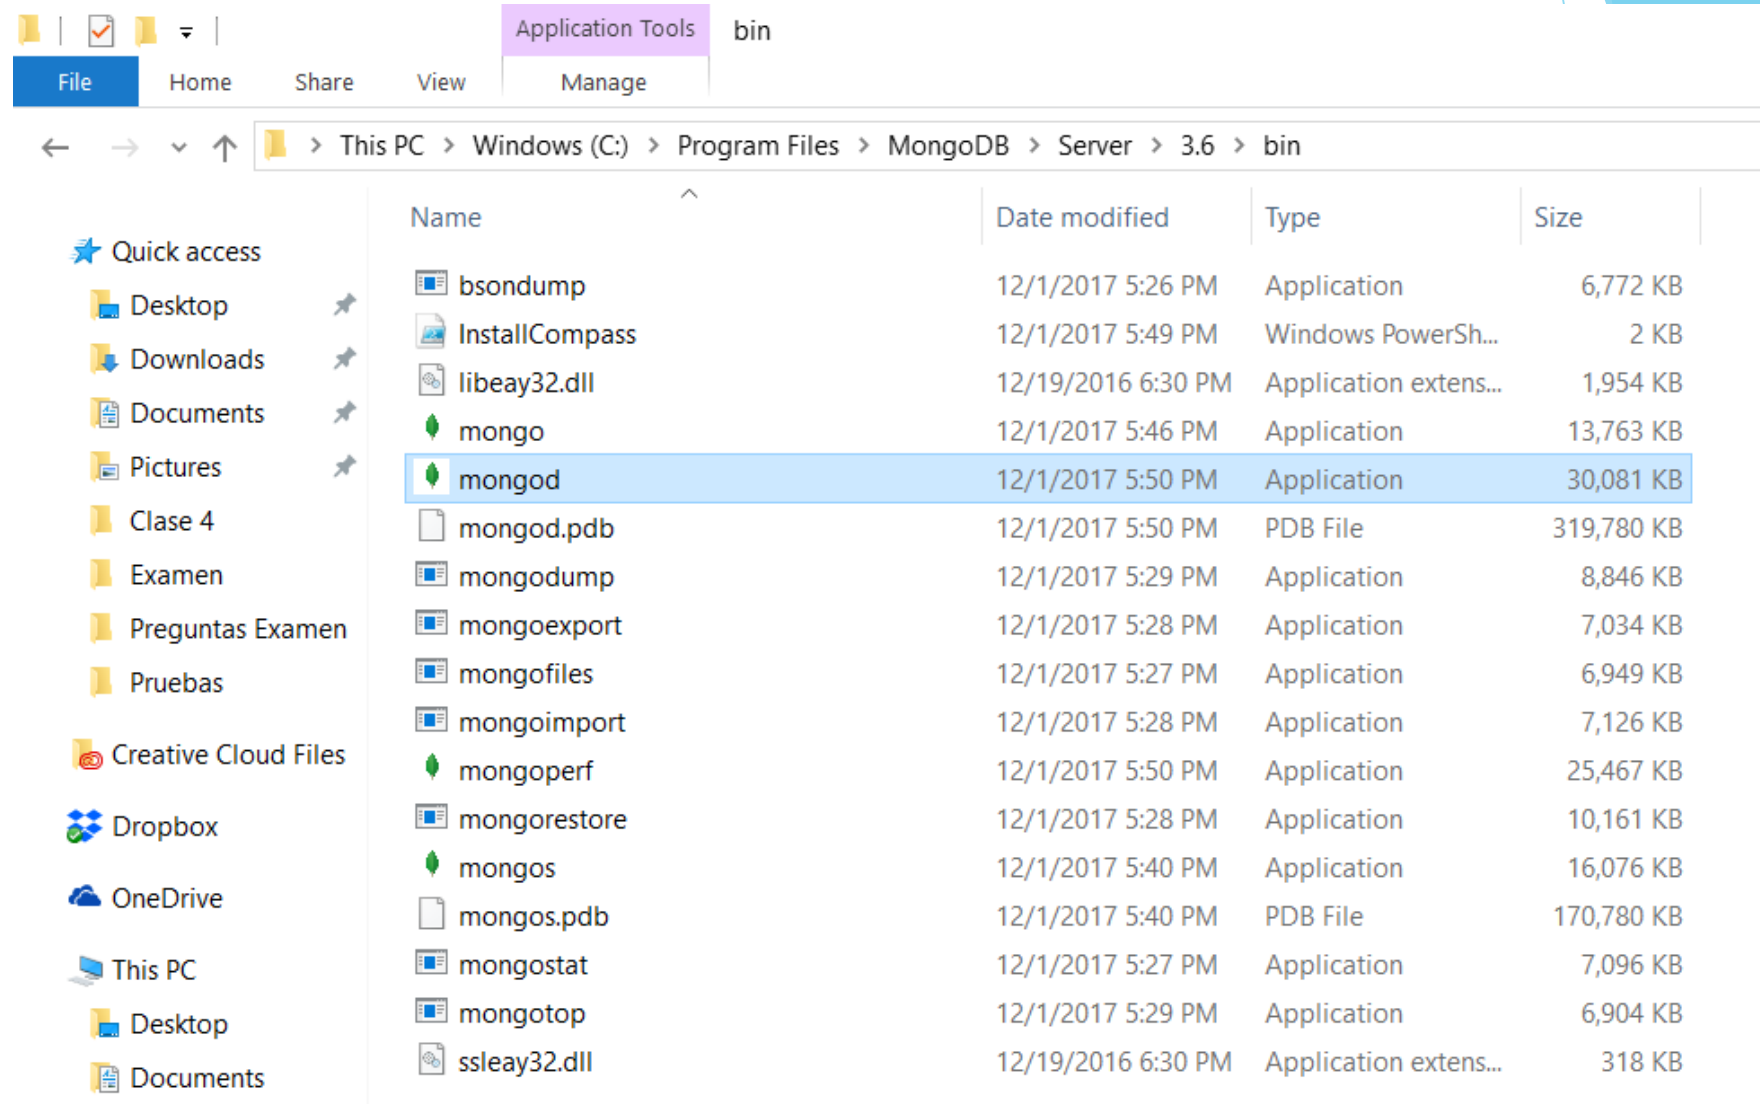 Application Tools bin
File Home Share View Manage
This PC Windows (C:) Program Files MongoDB Server 3.6 bin
Name Date modified Type Size
Quick access
Desktop
Downloads
Documents
Pictures
Clase 4
Examen
Preguntas Examen
Pruebas
Creative Cloud Files
Dropbox
OneDrive
This PC
Desktop
Documents
bsondump 12/1/2017 5:26 PM Application 6,772 KB
InstallCompass 12/1/2017 5:49 PM Windows PowerSh... 2 KB
libeay32.dll 12/19/2016 6:30 PM Application extens... 1,954 KB
mongo 12/1/2017 5:46 PM Application 13,763 KB
mongod 12/1/2017 5:50 PM Application 30,081 KB
mongod.pdb 12/1/2017 5:50 PM PDB File 319,780 KB
mongodump 12/1/2017 5:29 PM Application 8,846 KB
mongoexport 12/1/2017 5:28 PM Application 7,034 KB
mongofiles 12/1/2017 5:27 PM Application 6,949 KB
mongoimport 12/1/2017 5:28 PM Application 7,126 KB
mongoperf 12/1/2017 5:50 PM Application 25,467 KB
mongorestore 12/1/2017 5:28 PM Application 10,161 KB
mongos 12/1/2017 5:40 PM Application 16,076 KB
mongos.pdb 12/1/2017 5:40 PM PDB File 170,780 KB
mongostat 12/1/2017 5:27 PM Application 7,096 KB
mongotop 12/1/2017 5:29 PM Application 6,904 KB
ssleay32.dll 12/19/2016 6:30 PM Application extens... 318 KB